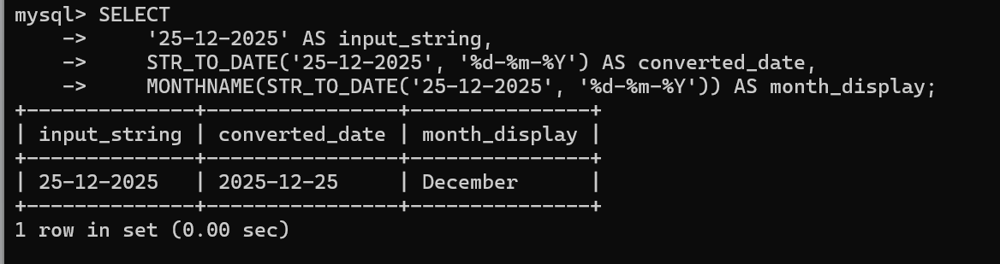 mysql> SELECT
    ->     '25-12-2025' AS input_string,
    ->     STR_TO_DATE('25-12-2025', '%d-%m-%Y') AS converted_date,
    ->     MONTHNAME(STR_TO_DATE('25-12-2025', '%d-%m-%Y')) AS month_display;
+--------------+----------------+---------------+
| input_string | converted_date | month_display |
+--------------+----------------+---------------+
| 25-12-2025   | 2025-12-25     | December      |
+--------------+----------------+---------------+
1 row in set (0.00 sec)